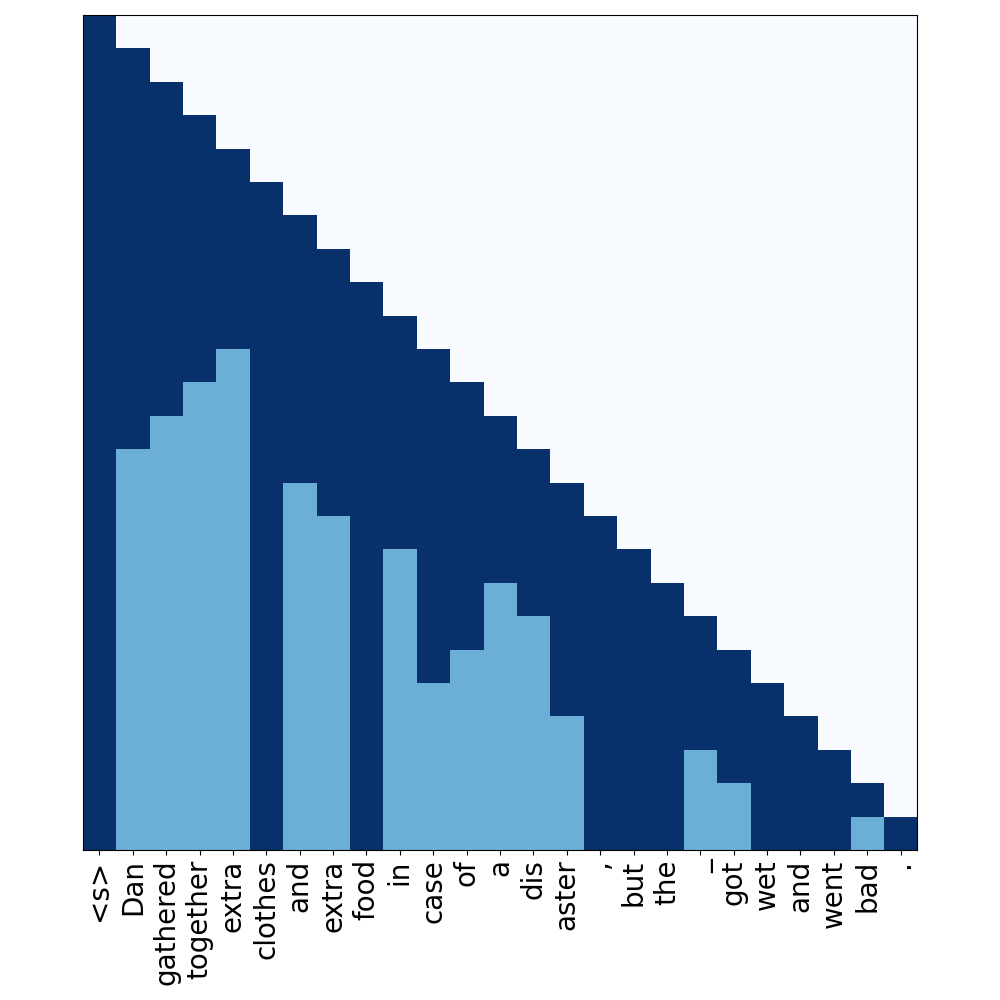 <s> Dan gathered together extra clothes and extra food in case of a dis aster , but the _ got wet and went bad .